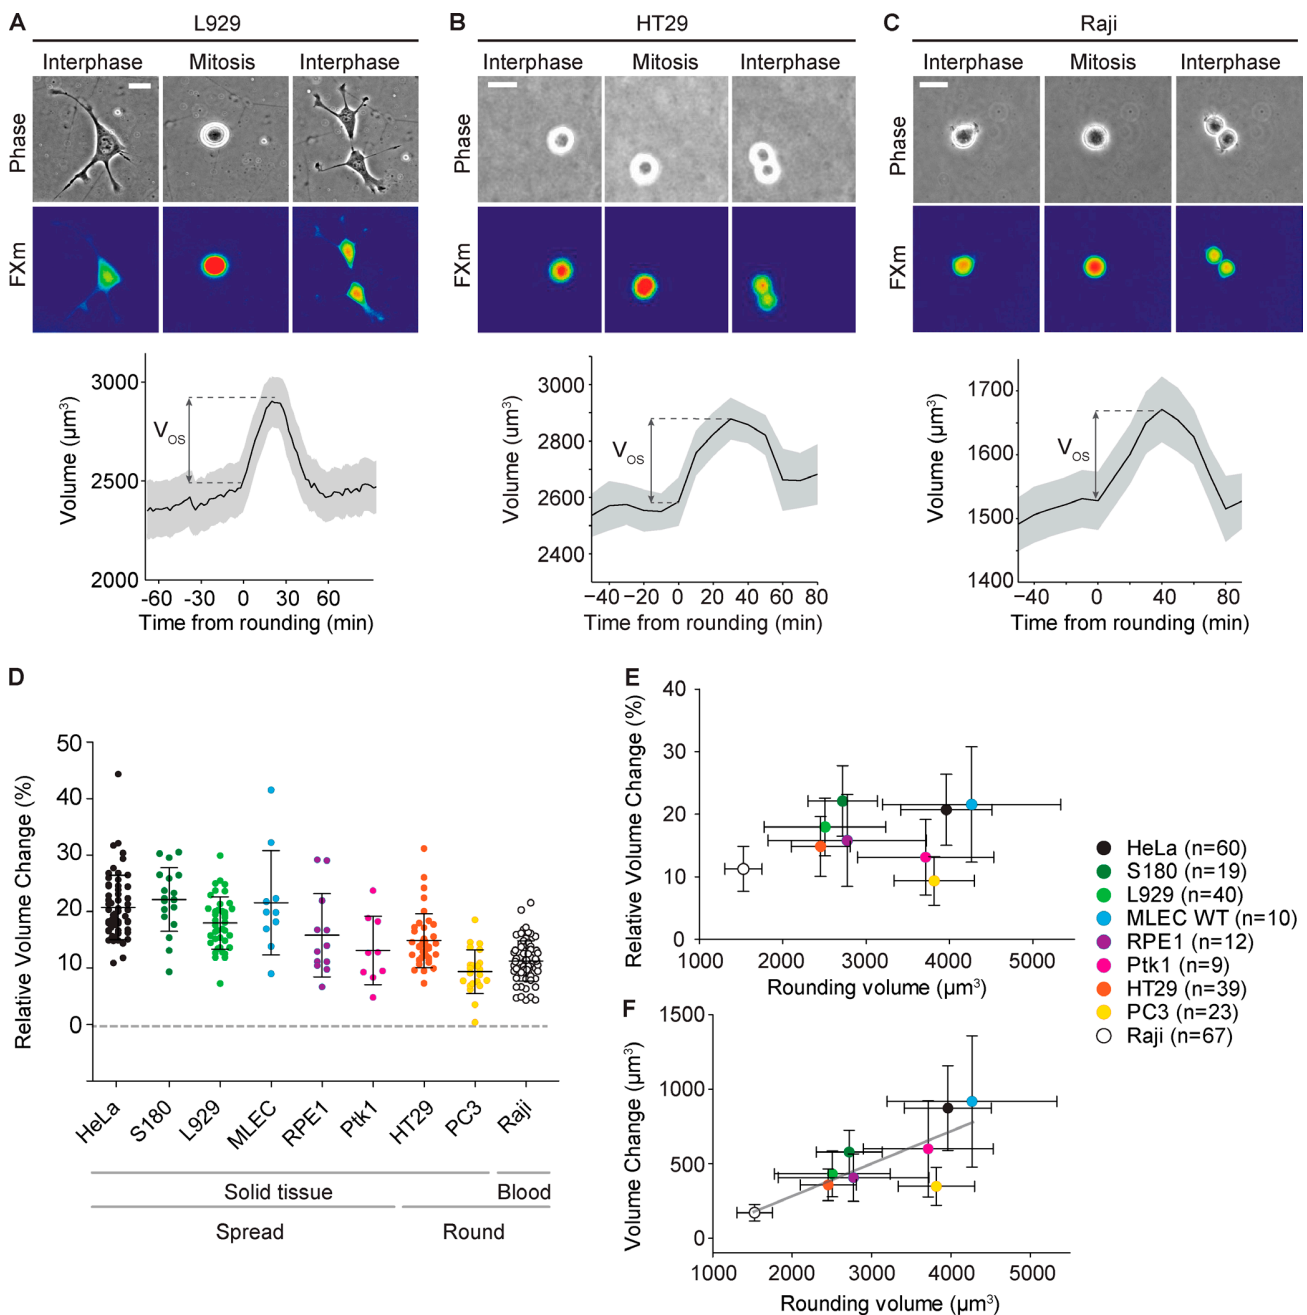 A
L929
Interphase Mitosis Interphase
Phase
FXm
Volume (µm³)
3000
2500
2000
V_OS
-60 -30 0 30 60
Time from rounding (min)
B
HT29
Interphase Mitosis Interphase
Phase
FXm
Volume (um³)
3000
2800
2600
2400
V_OS
−40 −20 0 20 40 60 80
Time from rounding (min)
C
Raji
Interphase Mitosis Interphase
Phase
FXm
Volume (µm³)
1700
1600
1500
1400
V_OS
−40 0 40 80
Time from rounding (min)
D
Relative Volume Change (%)
50
40
30
20
10
0
HeLa S180 L929 MLEC RPE1 Ptk1 HT29 PC3 Raji
Solid tissue Blood
Spread Round
E
Relative Volume Change (%)
40
30
20
10
0
1000 2000 3000 4000 5000
Rounding volume (µm³)
F
Volume Change (µm³)
1500
1000
500
0
1000 2000 3000 4000 5000
Rounding volume (µm³)
HeLa (n=60)
S180 (n=19)
L929 (n=40)
MLEC WT (n=10)
RPE1 (n=12)
Ptk1 (n=9)
HT29 (n=39)
PC3 (n=23)
Raji (n=67)